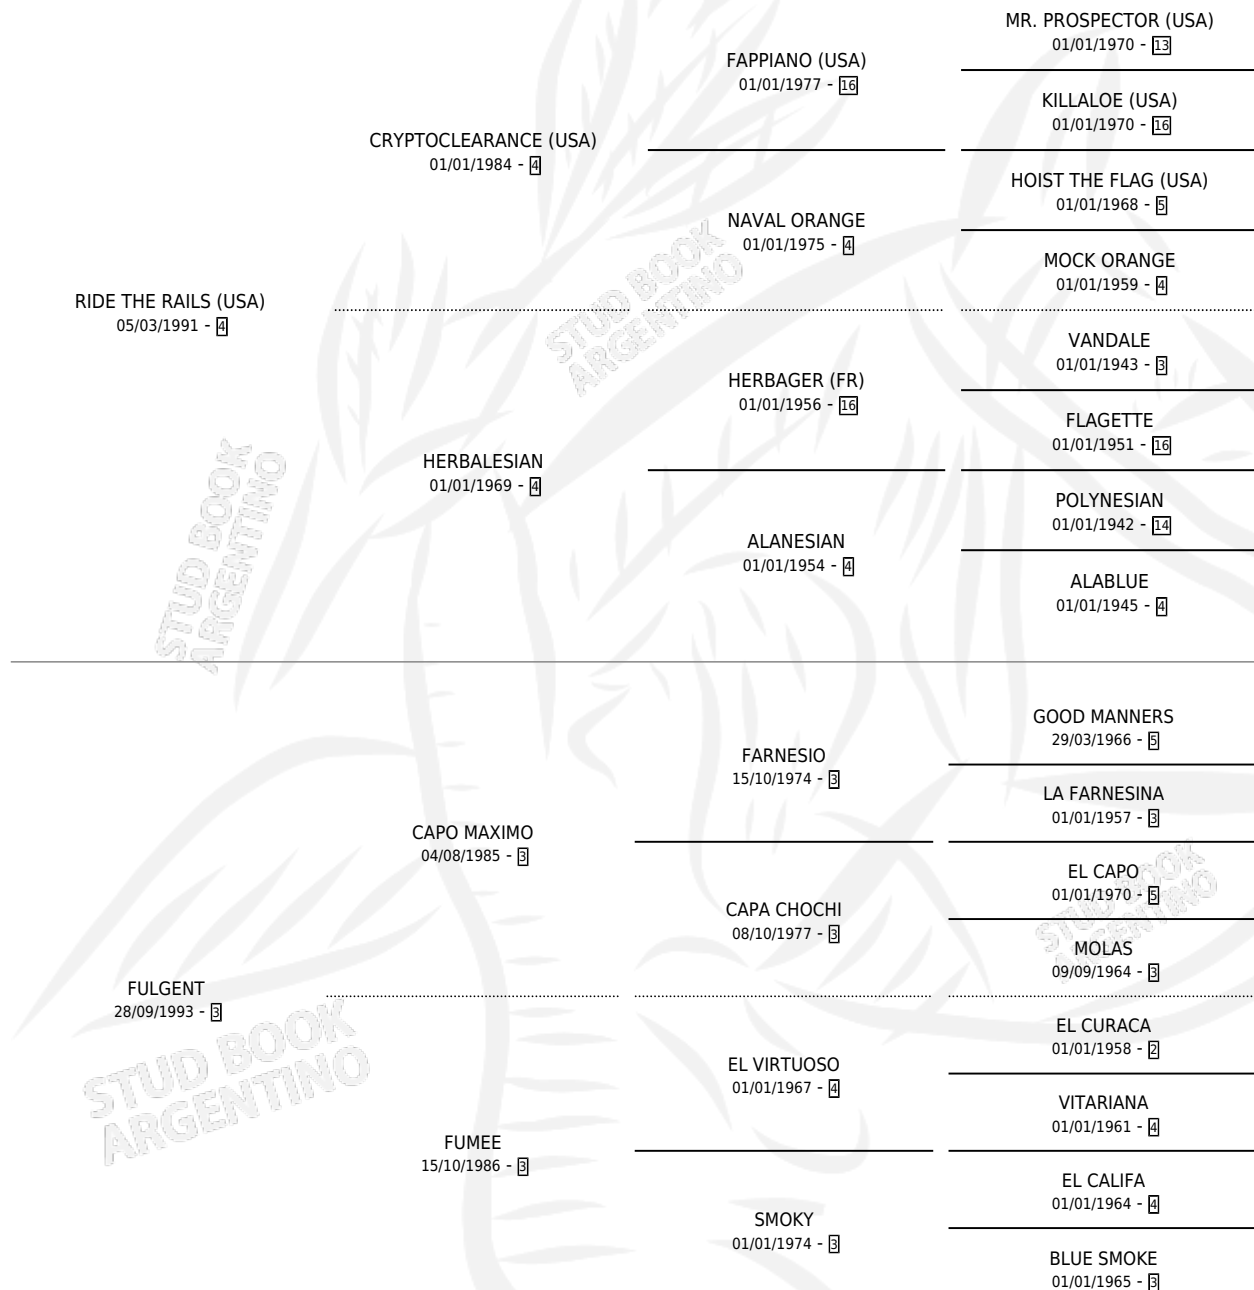 MR. PROSPECTOR (USA)
01/01/1970 - 13
FAPPIANO (USA)
01/01/1977 - 16
KILLALOE (USA)
01/01/1970 - 16
CRYPTOCLEARANCE (USA)
01/01/1984 - 4
HOIST THE FLAG (USA)
01/01/1968 - 5
NAVAL ORANGE
01/01/1975 - 4
MOCK ORANGE
01/01/1959 - 4
RIDE THE RAILS (USA)
05/03/1991 - 4
VANDALE
01/01/1943 - 3
HERBAGER (FR)
01/01/1956 - 16
FLAGETTE
01/01/1951 - 16
HERBALESIAN
01/01/1969 - 4
POLYNESIAN
01/01/1942 - 14
ALANESIAN
01/01/1954 - 4
ALABLUE
01/01/1945 - 4
STUD BOOK
ARGENTINO
STUD BOOK
ARGENTINO
GOOD MANNERS
29/03/1966 - 5
FARNESIO
15/10/1974 - 3
LA FARNESINA
01/01/1957 - 3
CAPO MAXIMO
04/08/1985 - 3
EL CAPO
01/01/1970 - 5
CAPA CHOCHI
08/10/1977 - 3
MOLAS
09/09/1964 - 3
FULGENT
28/09/1993 - 3
EL CURACA
01/01/1958 - 2
EL VIRTUOSO
01/01/1967 - 4
VITARIANA
01/01/1961 - 4
FUMEE
15/10/1986 - 3
EL CALIFA
01/01/1964 - 4
SMOKY
01/01/1974 - 3
BLUE SMOKE
01/01/1965 - 3
STUD BOOK
ARGENTINO
STUD BOOK
ARGENTINO